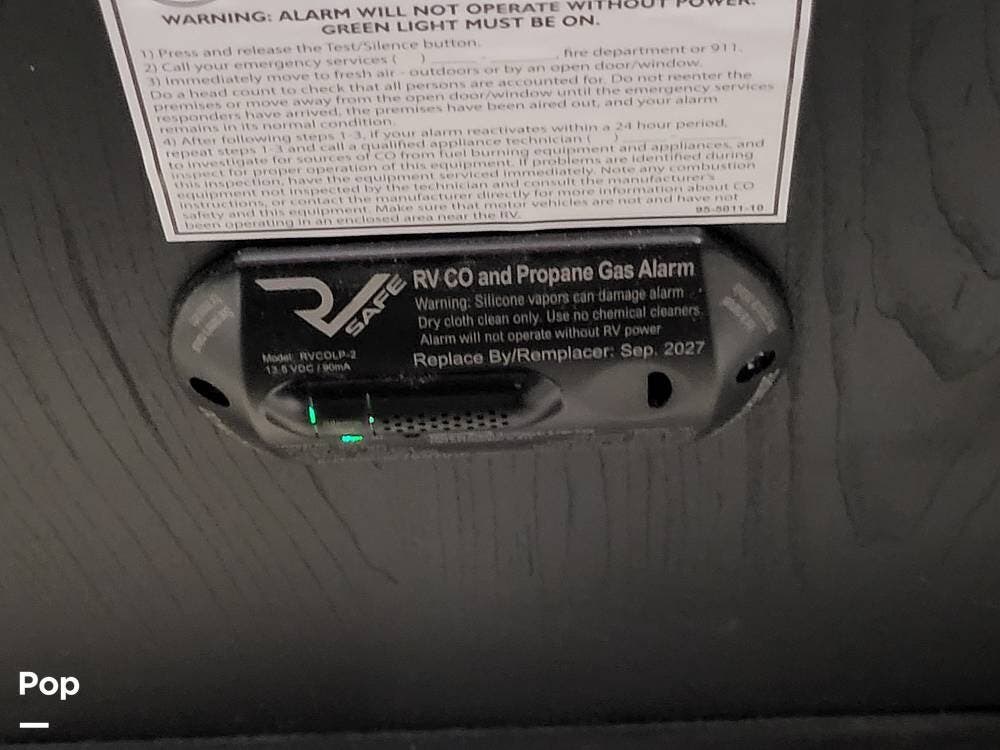 WARNING: ALARM WILL NOT OPERATE WITHOUT POWER.
GREEN LIGHT MUST BE ON.
1) Press and release the Test/Silence button.
2) Call your emergency services ( ) ______ - ________, fire department or 911.
3) Immediately move to fresh air - outdoors or by an open door/window.
Do a head count to check that all persons are accounted for. Do not reenter the
premises or move away from the open door/window until the emergency services
responders have arrived, the premises have been aired out, and your alarm
remains in its normal condition.
4) After following steps 1-3, if your alarm reactivates within a 24 hour period,
repeat steps 1-3 and call a qualified appliance technician ( ) ______
to investigate for sources of CO from fuel burning equipment and appliances, and
inspect for proper operation of this equipment. If problems are identified during
this inspection, have the equipment serviced immediately. Note any combustion
equipment not inspected by the technician and consult the manufacturer's
instructions, or contact the manufacturer directly for more information about CO
safety and this equipment. Make sure that motor vehicles are not and have not
been operating in an enclosed area near the RV.
95-5011-10
RV SAFE
RV CO and Propane Gas Alarm
Warning: Silicone vapors can damage alarm
Dry cloth clean only. Use no chemical cleaners
Alarm will not operate without RV power
Model: RVCOLP-2
13.5 VDC / 90mA
Replace By/Remplacer: Sep. 2027
Pop